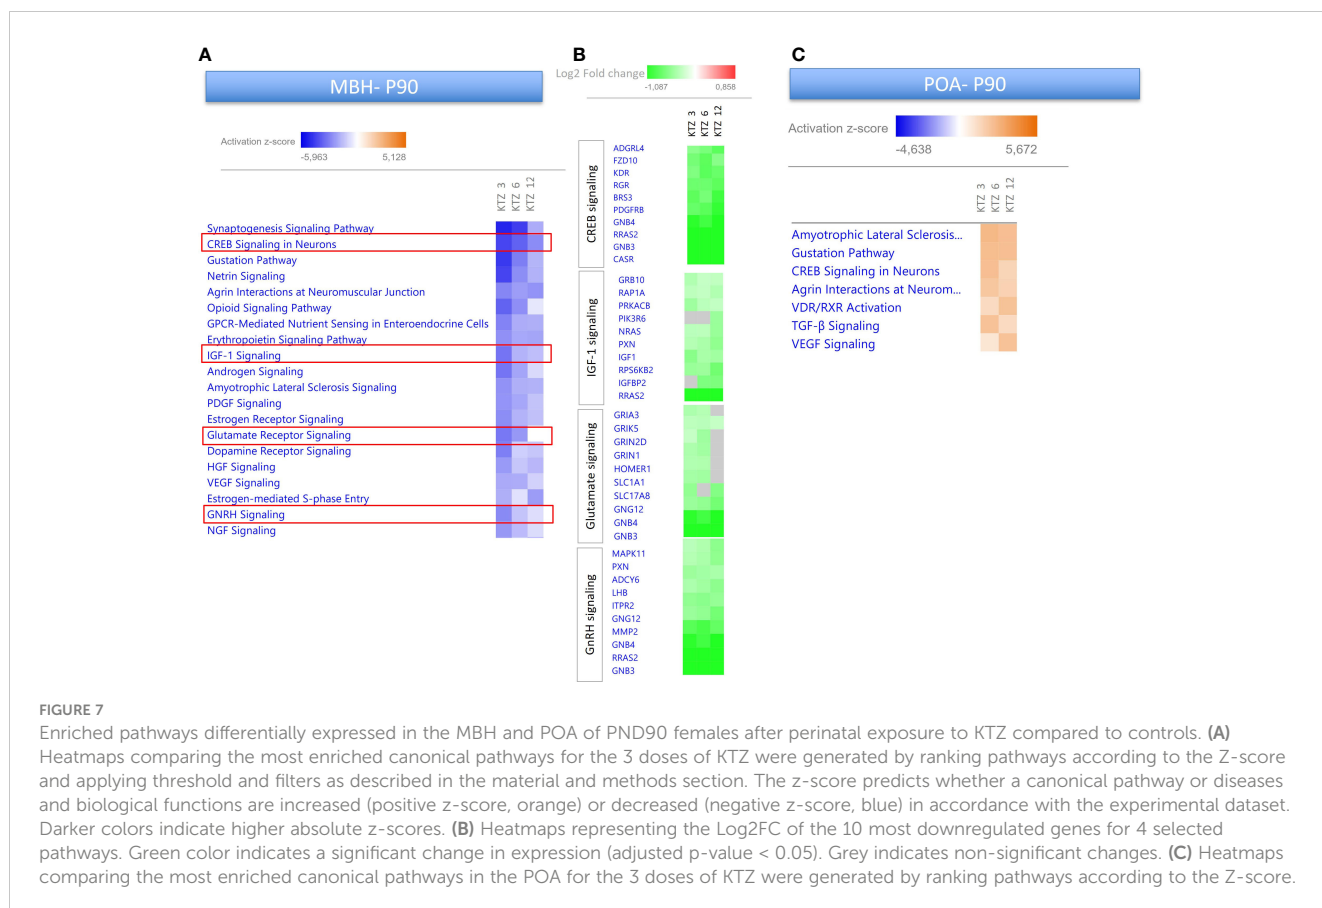 A
MBH- P90
Activation z-score
-5,963 5,128
KTZ 3
KTZ 6
KTZ 12
Synaptogenesis Signaling Pathway
CREB Signaling in Neurons
Gustation Pathway
Netrin Signaling
Agrin Interactions at Neuromuscular Junction
Opioid Signaling Pathway
GPCR-Mediated Nutrient Sensing in Enteroendocrine Cells
Erythropoietin Signaling Pathway
IGF-1 Signaling
Androgen Signaling
Amyotrophic Lateral Sclerosis Signaling
PDGF Signaling
Estrogen Receptor Signaling
Glutamate Receptor Signaling
Dopamine Receptor Signaling
HGF Signaling
VEGF Signaling
Estrogen-mediated S-phase Entry
GNRH Signaling
NGF Signaling
B
Log2 Fold change
-1,087 0,858
KTZ 3
KTZ 6
KTZ 12
CREB signaling
ADGRL4
FZD10
KDR
RGR
BRS3
PDGFRB
GNB4
RRAS2
GNB3
CASR
IGF-1 signaling
GRB10
RAP1A
PRKACB
PIK3R6
NRAS
PXN
IGF1
RPS6KB2
IGFBP2
RRAS2
Glutamate signaling
GRIA3
GRIK5
GRIN2D
GRIN1
HOMER1
SLC1A1
SLC17A8
GNG12
GNB4
GNB3
GnRH signaling
MAPK11
PXN
ADCY6
LHB
ITPR2
GNG12
MMP2
GNB4
RRAS2
GNB3
C
POA- P90
Activation z-score
-4,638 5,672
KTZ 3
KTZ 6
KTZ 12
Amyotrophic Lateral Sclerosis...
Gustation Pathway
CREB Signaling in Neurons
Agrin Interactions at Neurom...
VDR/RXR Activation
TGF-β Signaling
VEGF Signaling
FIGURE 7
Enriched pathways differentially expressed in the MBH and POA of PND90 females after perinatal exposure to KTZ compared to controls. (A)
Heatmaps comparing the most enriched canonical pathways for the 3 doses of KTZ were generated by ranking pathways according to the Z-score
and applying threshold and filters as described in the material and methods section. The z-score predicts whether a canonical pathway or diseases
and biological functions are increased (positive z-score, orange) or decreased (negative z-score, blue) in accordance with the experimental dataset.
Darker colors indicate higher absolute z-scores. (B) Heatmaps representing the Log2FC of the 10 most downregulated genes for 4 selected
pathways. Green color indicates a significant change in expression (adjusted p-value < 0.05). Grey indicates non-significant changes. (C) Heatmaps
comparing the most enriched canonical pathways in the POA for the 3 doses of KTZ were generated by ranking pathways according to the Z-score.